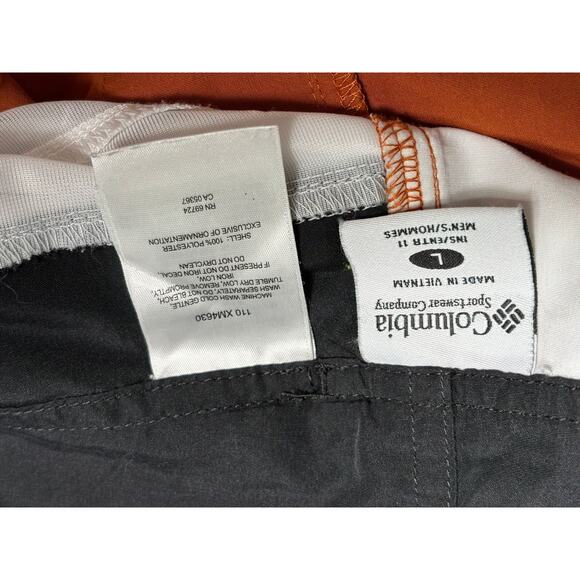 110 XM4630
MACHINE WASH COLD GENTLE,
WASH SEPARATELY, DO NOT BLEACH,
TUMBLE DRY LOW, REMOVE PROMPTLY,
IRON LOW,
IF PRESENT DO NOT IRON DECAL,
DO NOT DRYCLEAN
SHELL: 100% POLYESTER
EXCLUSIVE OF ORNAMENTATION
RN 69724
CA 05367
Columbia
Sportswear Company
MADE IN VIETNAM
L
INS/ENTR 11
MEN'S/HOMMES